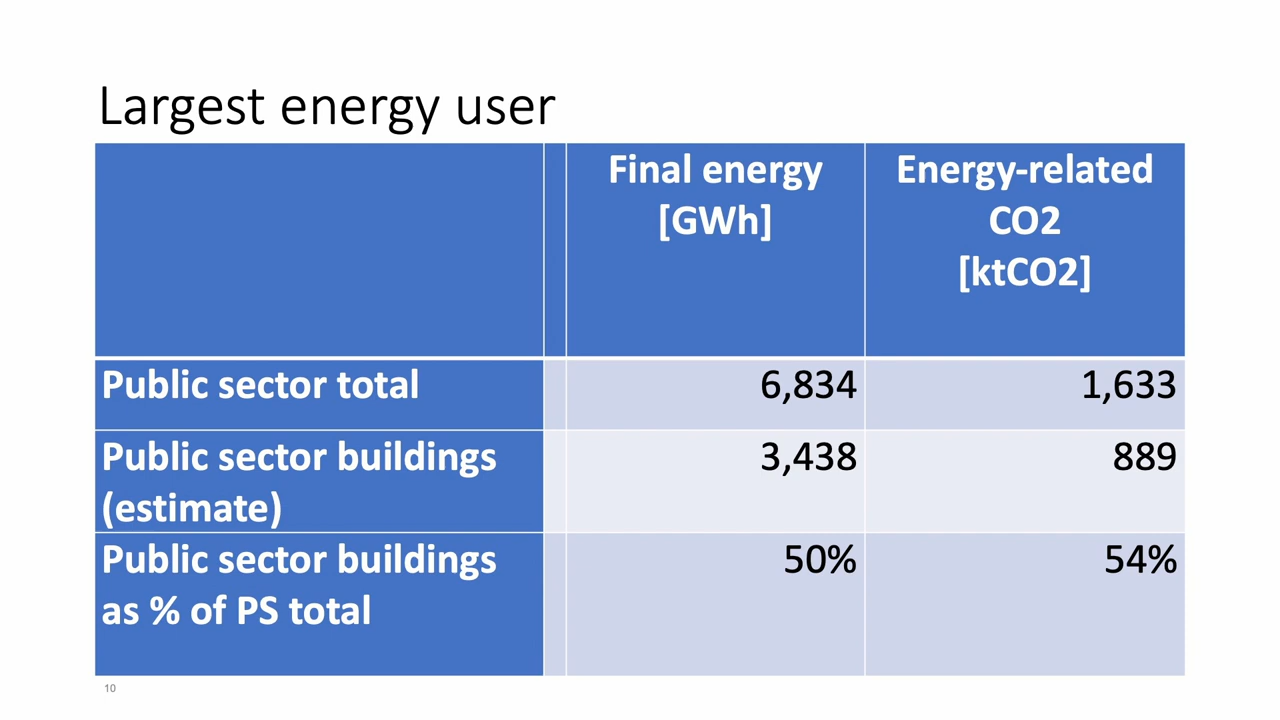 Largest energy user
Final energy
[GWh]
Energy-related
CO2
[ktCO2]
Public sector total
6,834
1,633
Public sector buildings
(estimate)
3,438
889
Public sector buildings
as % of PS total
50%
54%
10